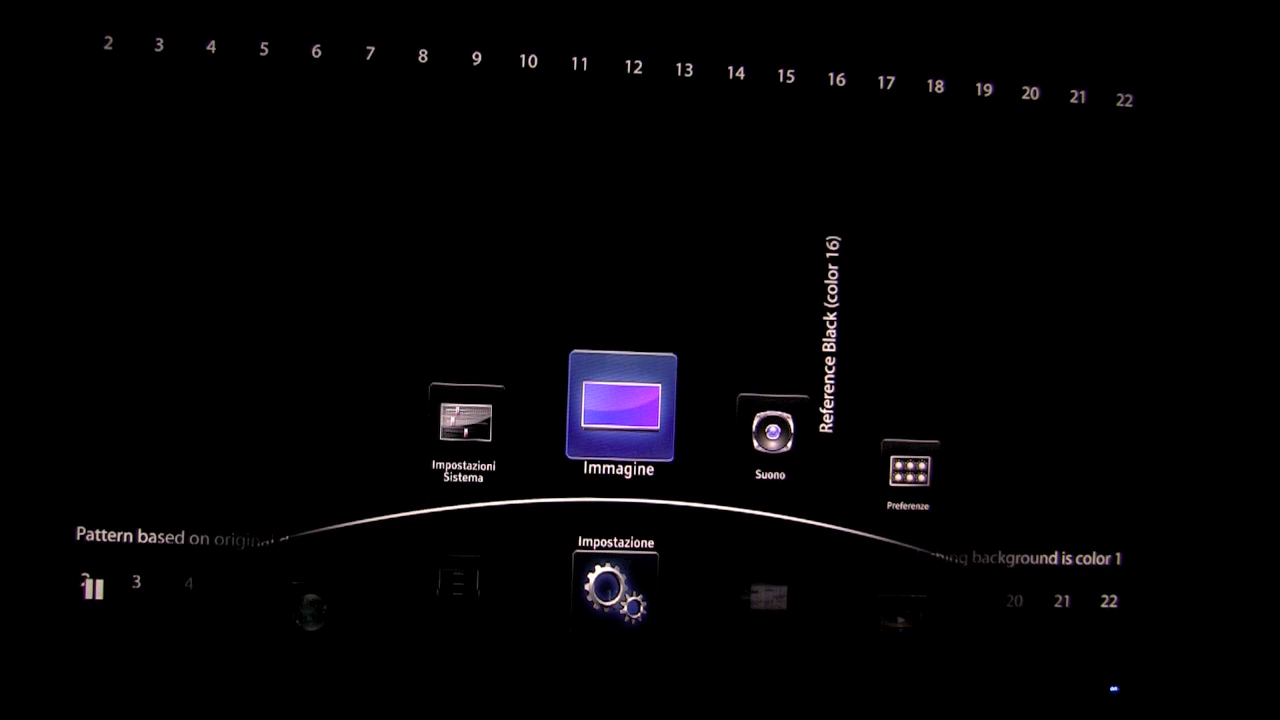 2 3 4 5 6 7 8 9 10 11 12 13 14 15 16 17 18 19 20 21 22
Reference Black (color 16)
Impostazioni
Sistema
Immagine
Suono
Preferenze
Pattern based on original
background is color 1
Impostazione
2 3 4 20 21 22